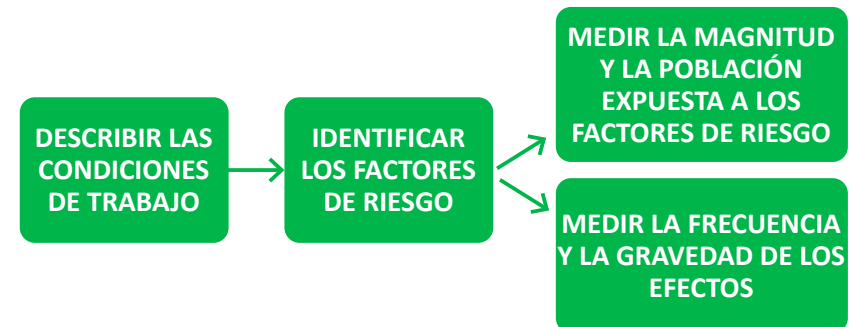 DESCRIBIR LAS
CONDICIONES
DE TRABAJO
IDENTIFICAR
LOS FACTORES
DE RIESGO
MEDIR LA MAGNITUD
Y LA POBLACIÓN
EXPUESTA A LOS
FACTORES DE RIESGO
MEDIR LA FRECUENCIA
Y LA GRAVEDAD DE LOS
EFECTOS